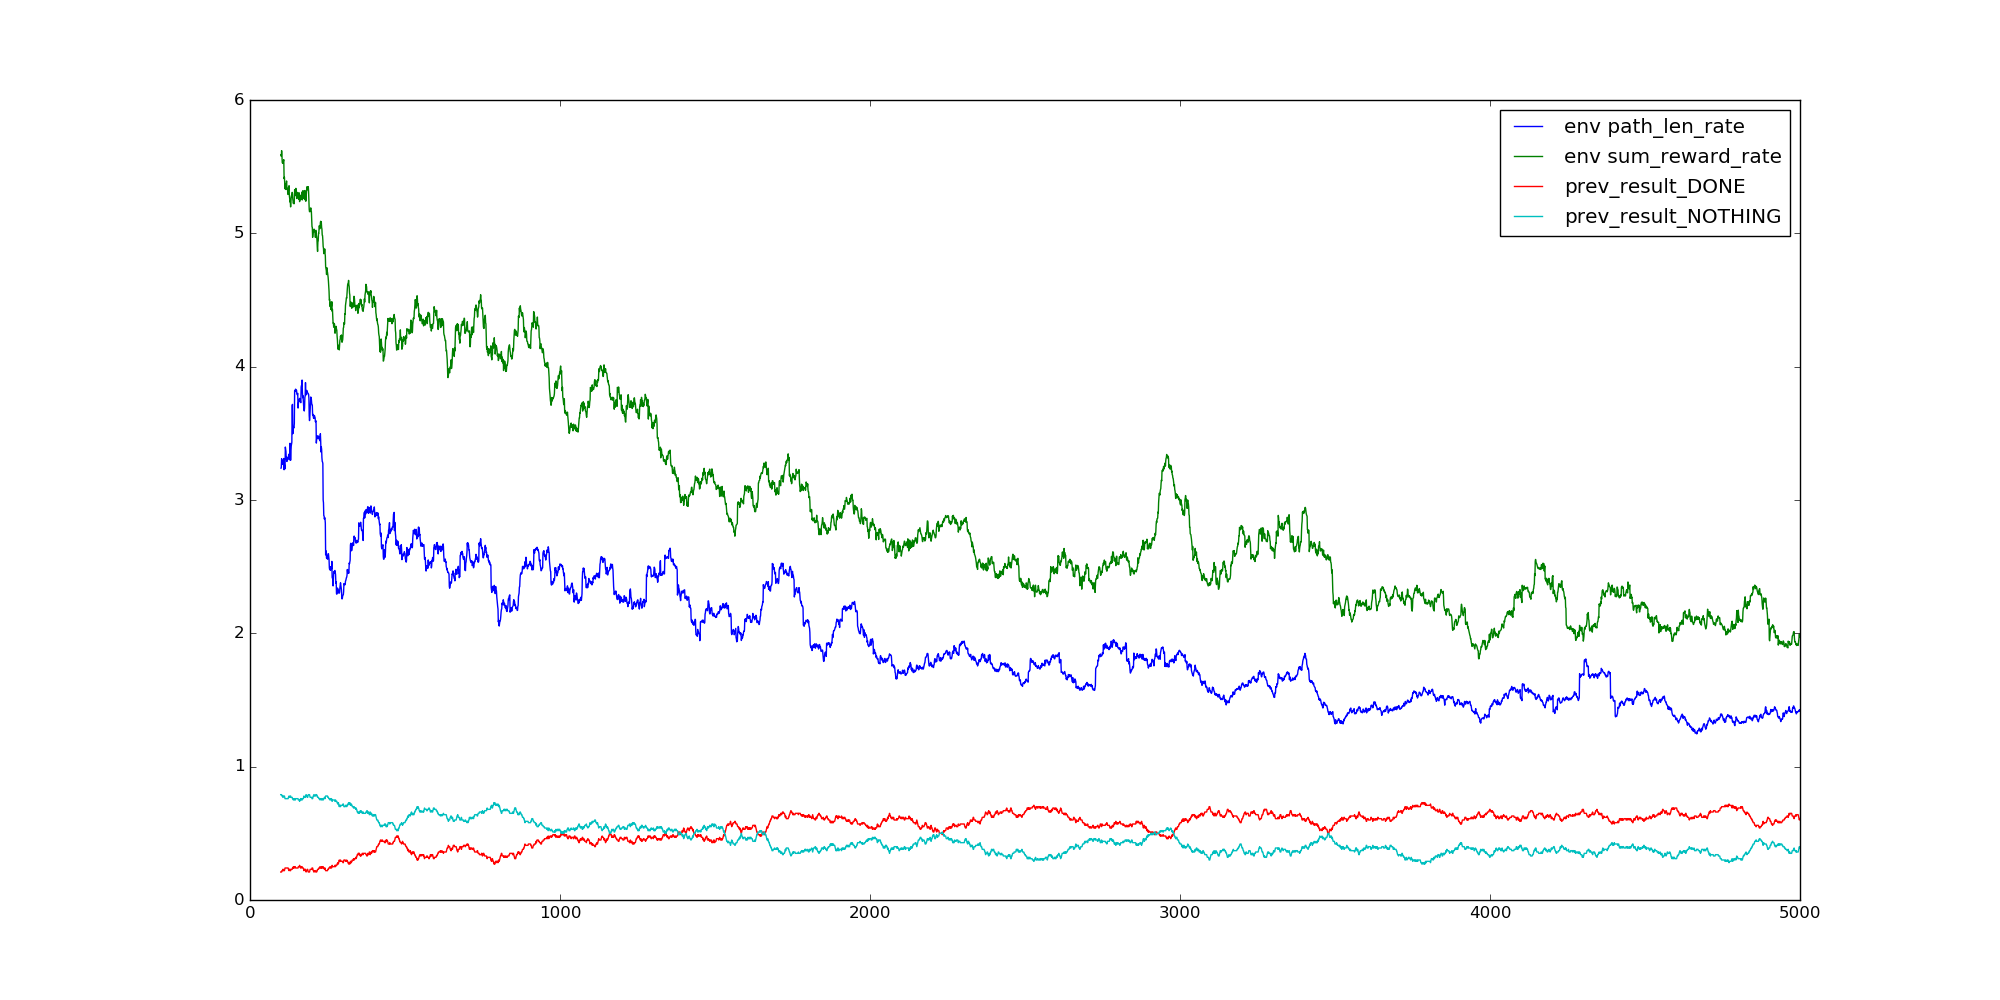 6
env path_len_rate
env sum_reward_rate
prev_result_DONE
prev_result_NOTHING
5
4
3
2
1
0
0 1000 2000 3000 4000 5000